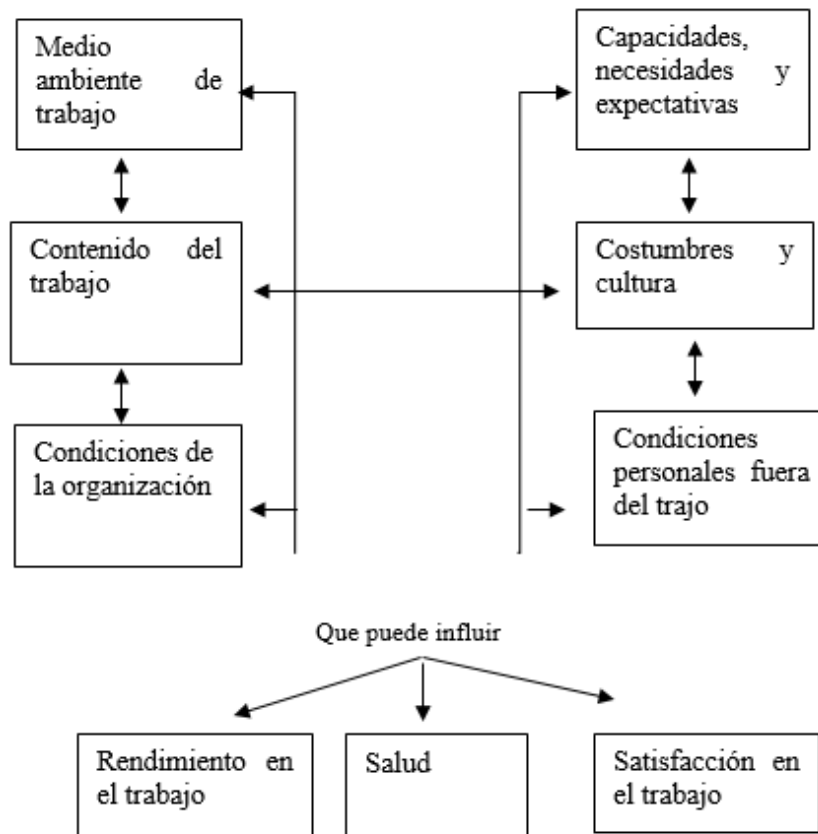 Medio
ambiente de
trabajo
Capacidades,
necesidades y
expectativas
Contenido del
trabajo
Costumbres y
cultura
Condiciones de
la organización
Condiciones
personales fuera
del trajo
Que puede influir
Rendimiento en
el trabajo
Salud
Satisfacción en
el trabajo